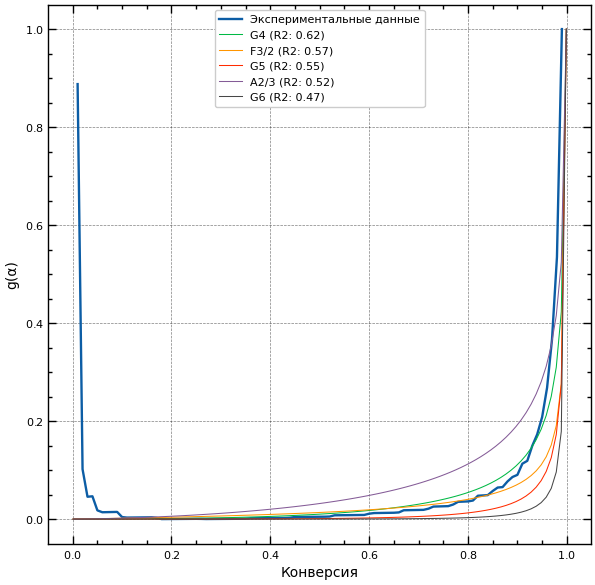 Экспериментальные данные
G4 (R2: 0.62)
F3/2 (R2: 0.57)
G5 (R2: 0.55)
A2/3 (R2: 0.52)
G6 (R2: 0.47)
g(α)
1.0
0.8
0.6
0.4
0.2
0.0
0.0 0.2 0.4 0.6 0.8 1.0
Конверсия